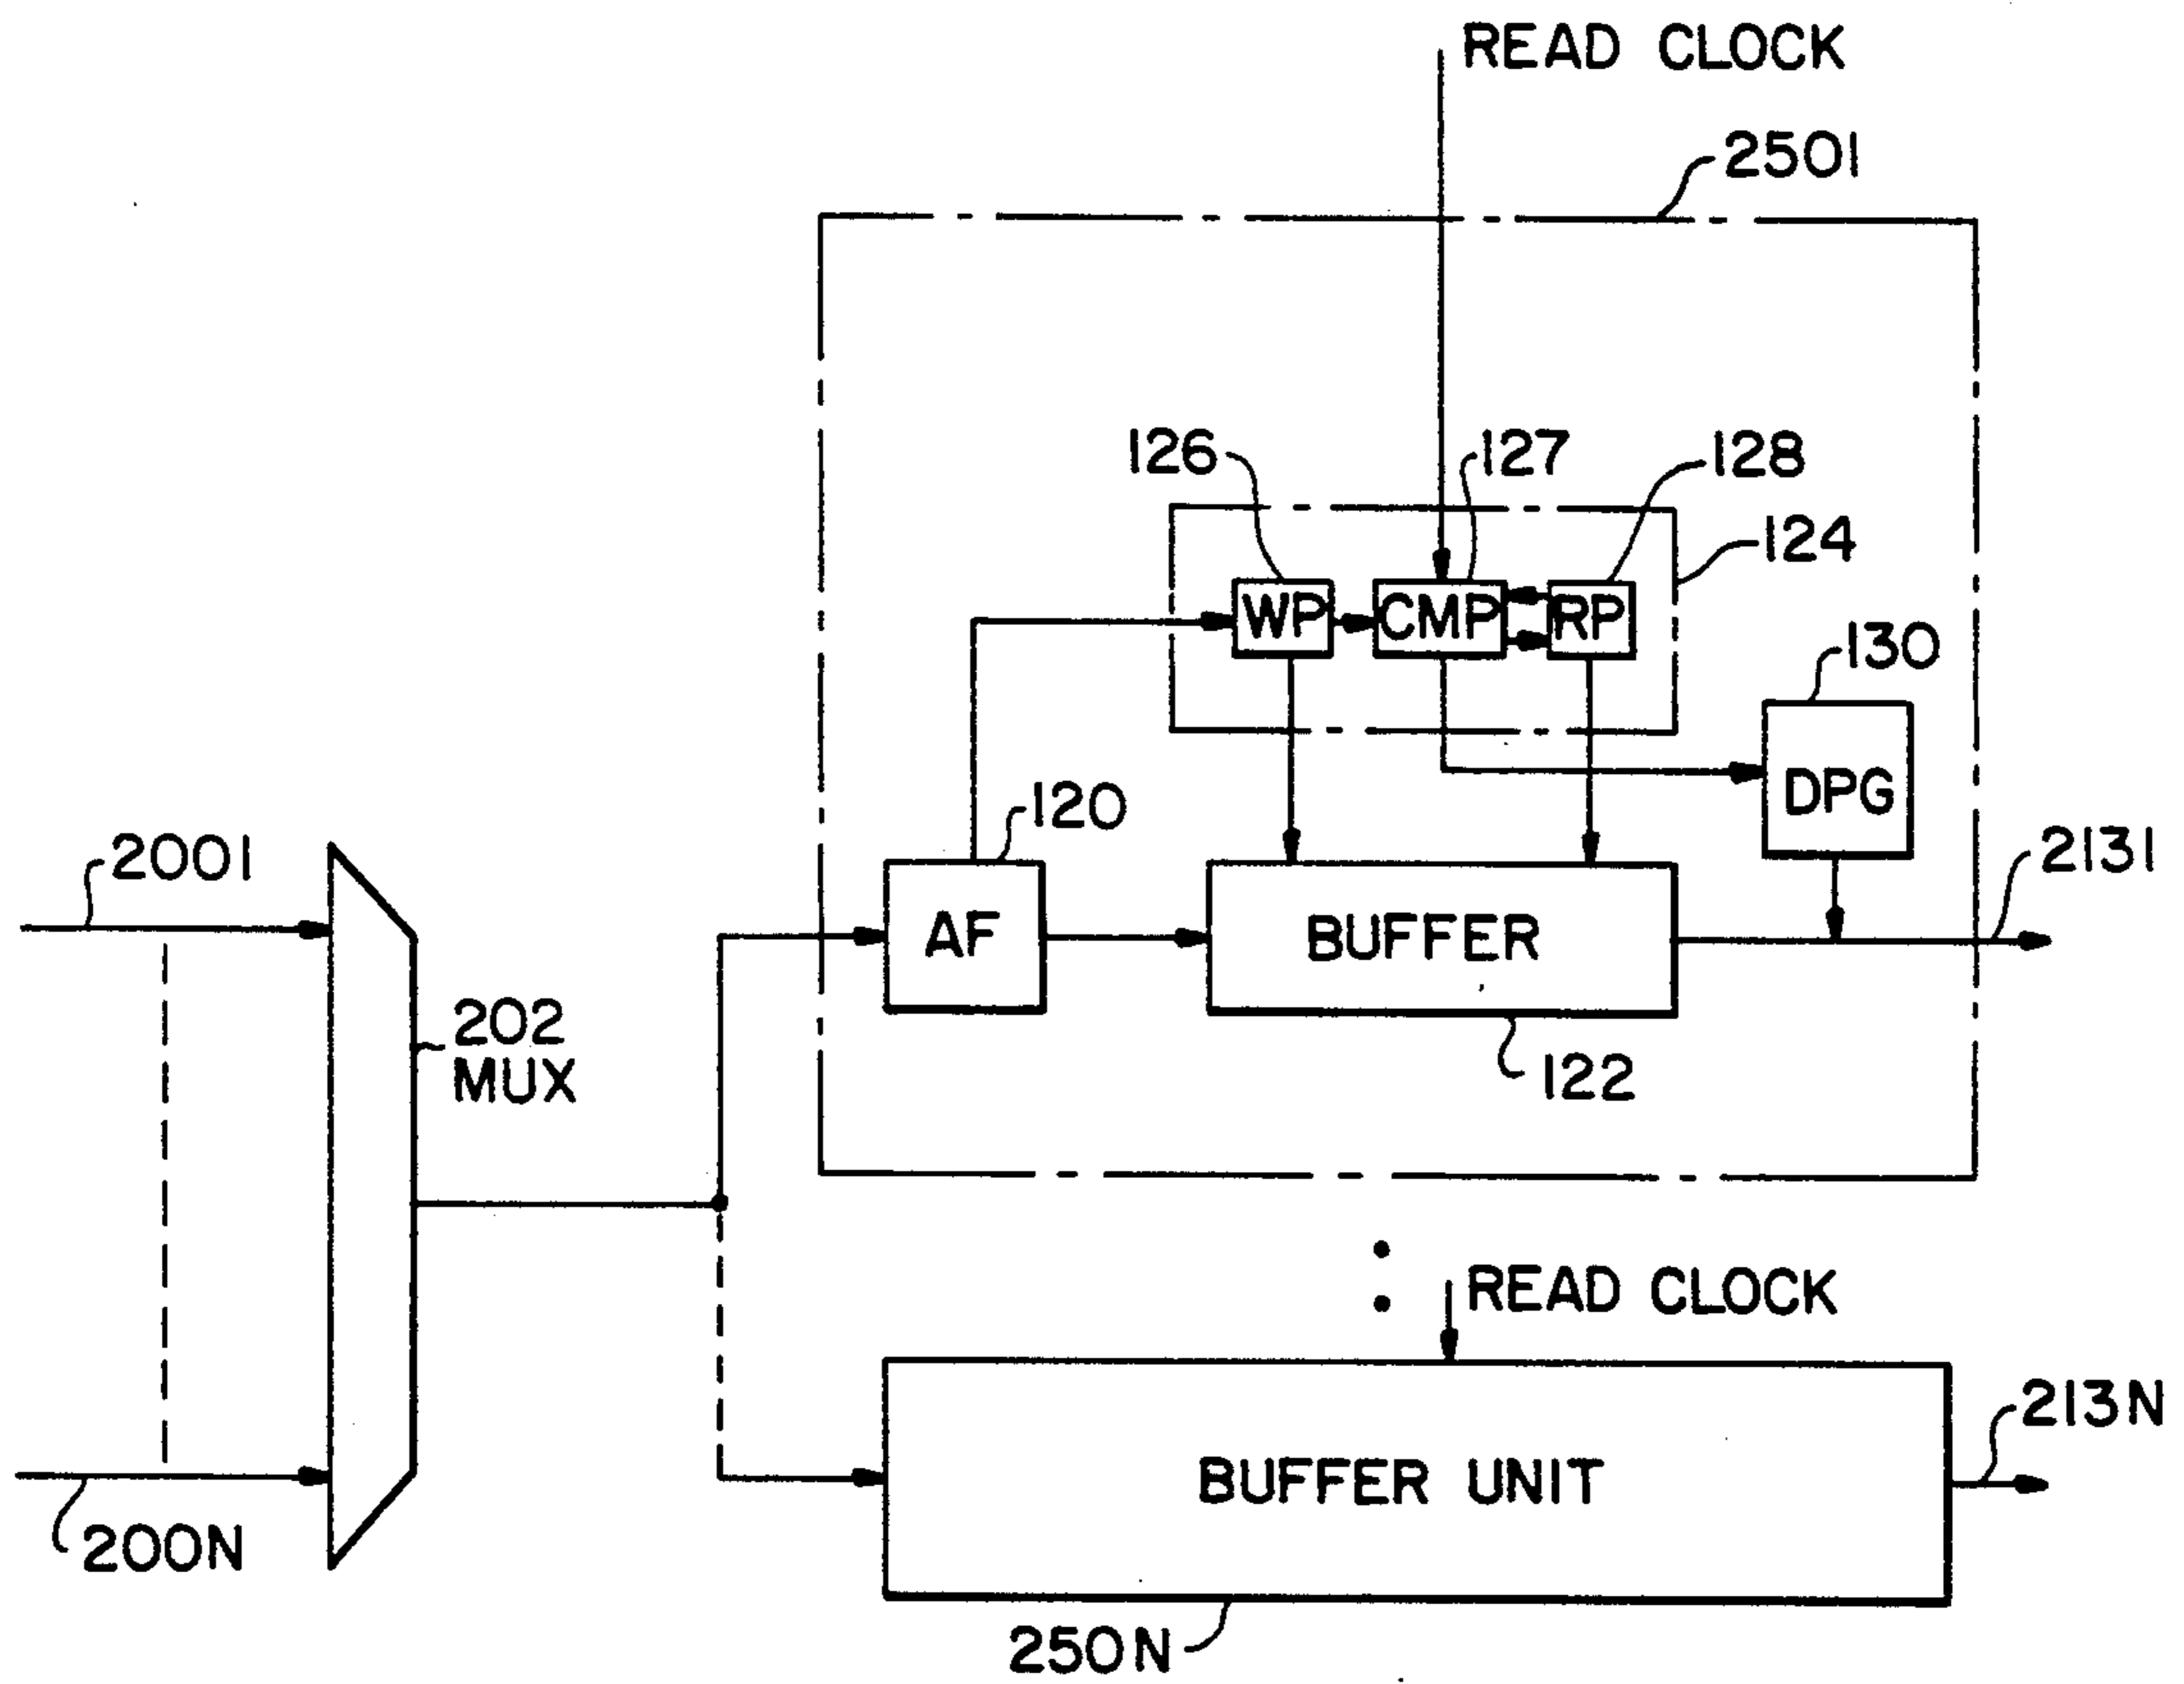 READ CLOCK
2501
126
127
128
124
WP
CMP
RP
130
DPG
120
2001
2131
AF
BUFFER
202
MUX
122
READ CLOCK
213N
BUFFER UNIT
200N
250N